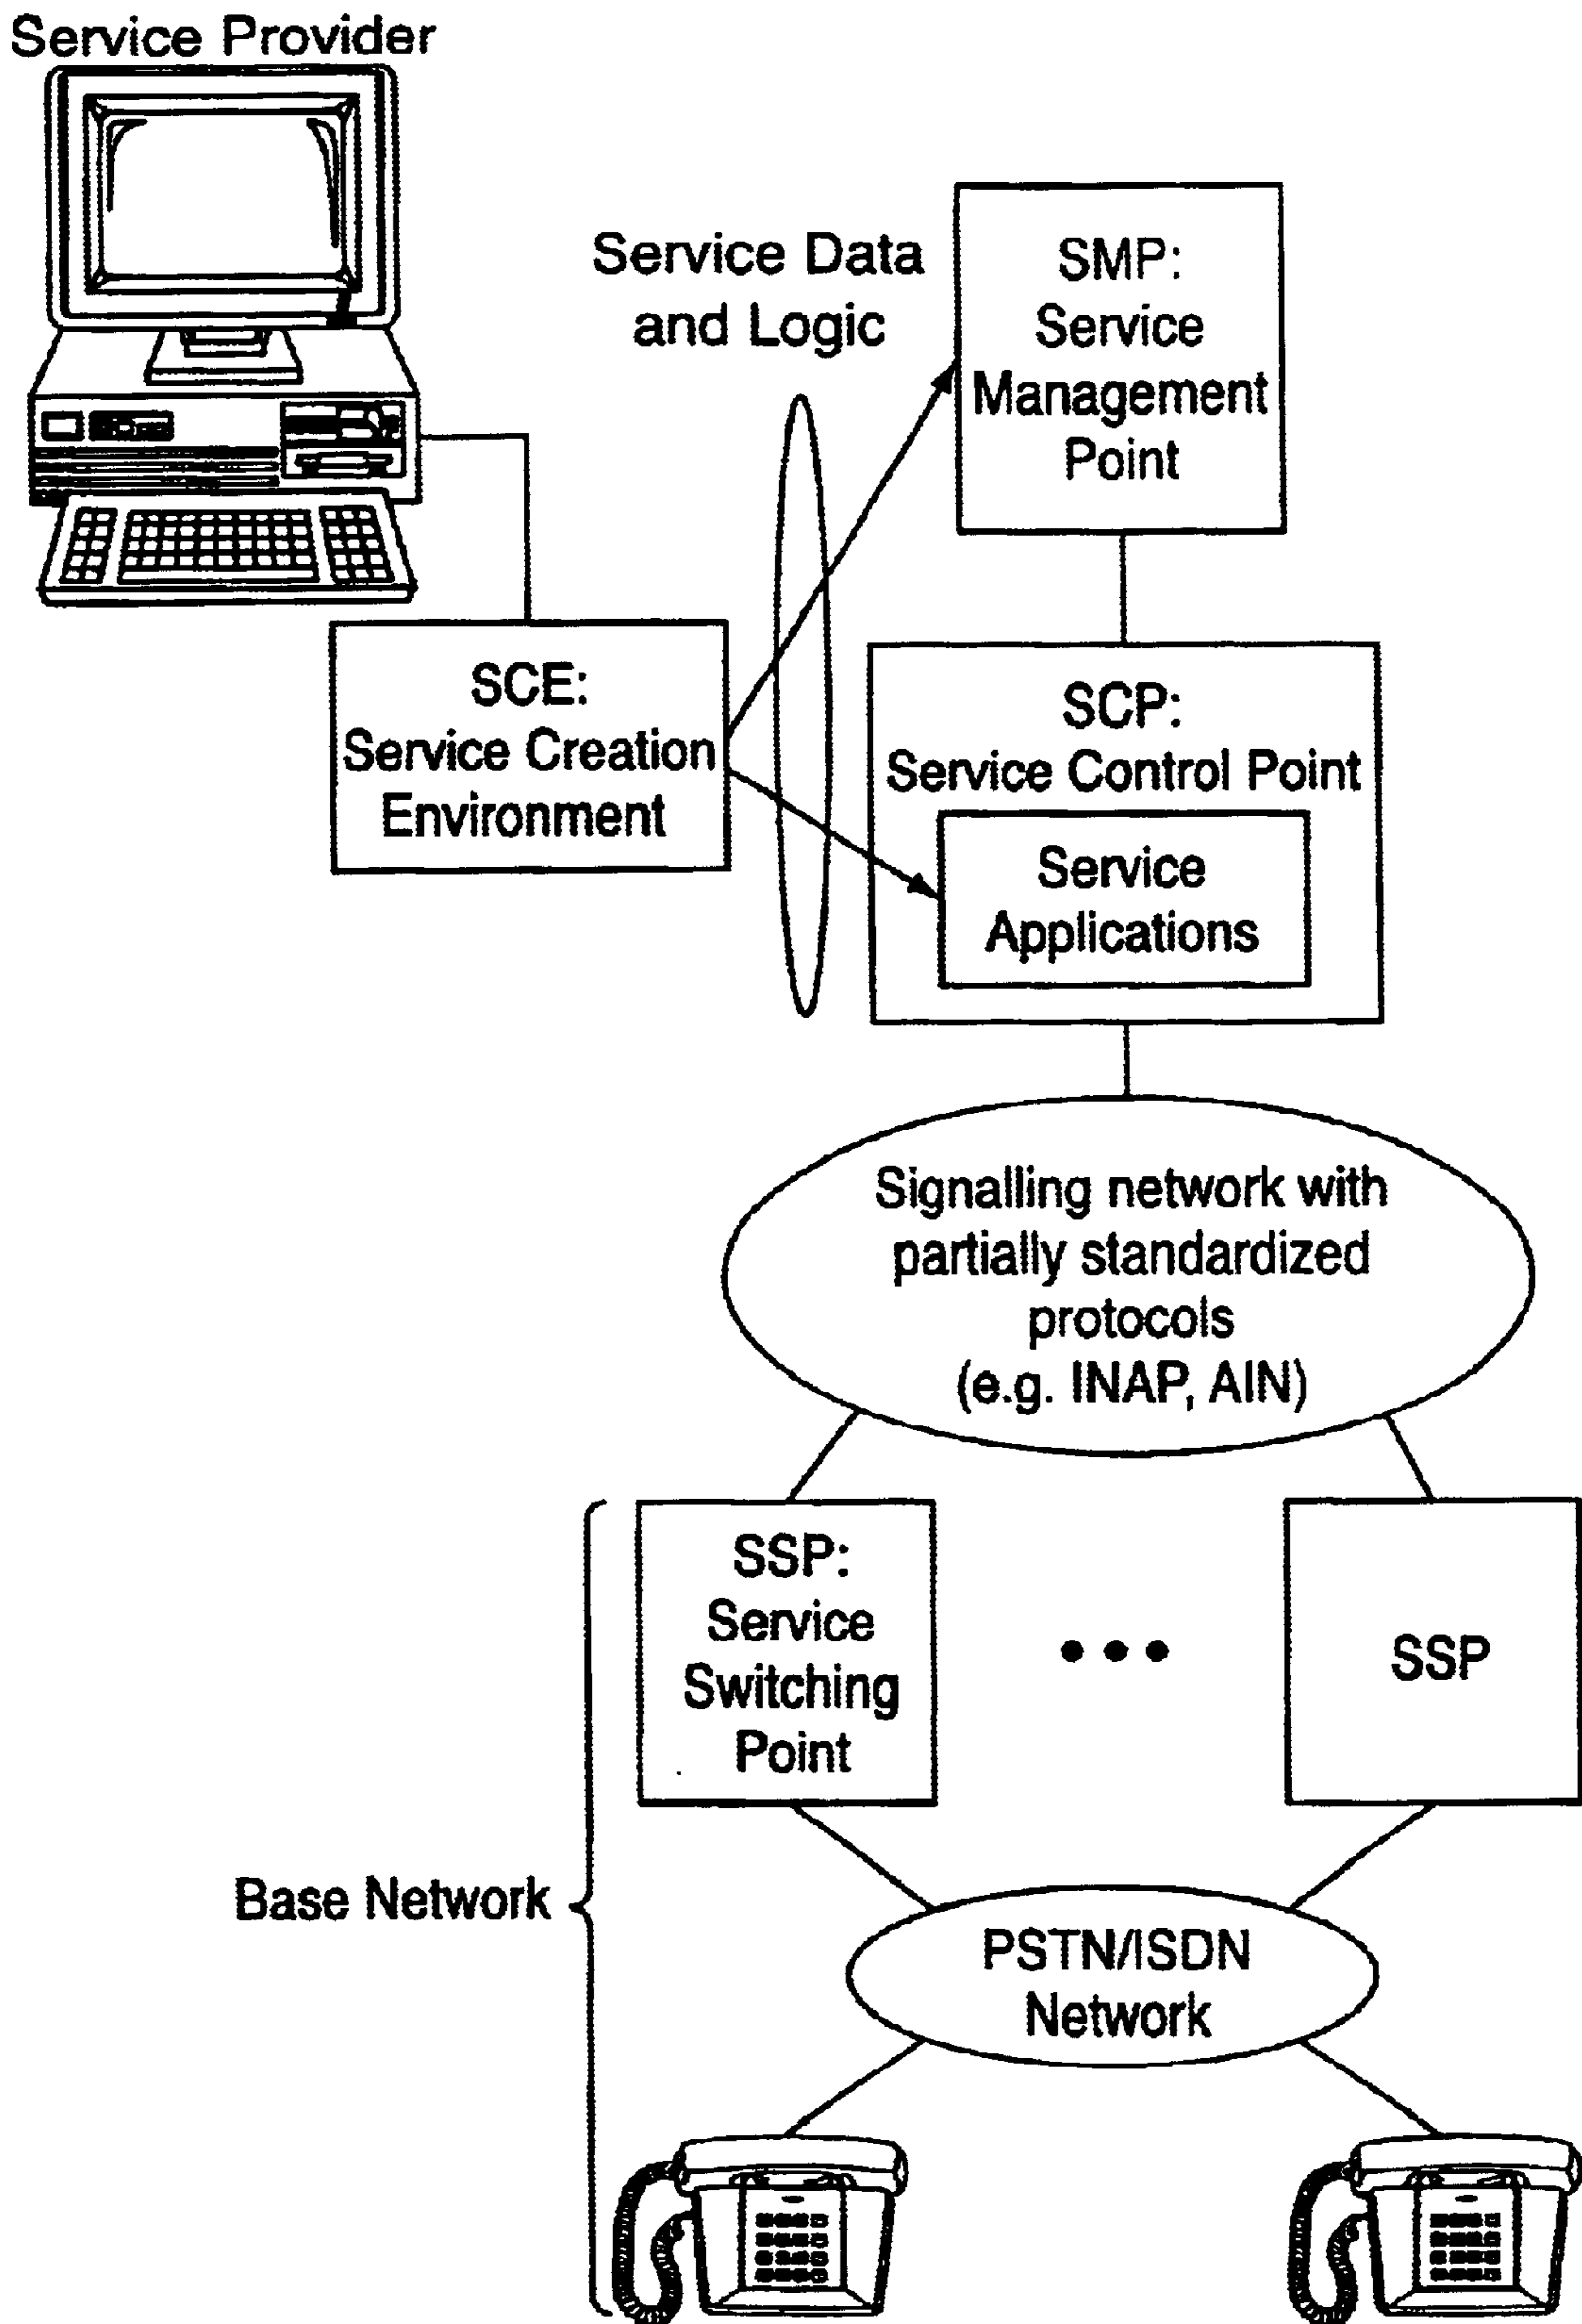 Service Provider
Service Data
and Logic
SMP:
Service
Management
Point
SCE:
Service Creation
Environment
SCP:
Service Control Point
Service
Applications
Signalling network with
partially standardized
protocols
(e.g. INAP, AIN)
SSP:
Service
Switching
Point
SSP
Base Network
PSTN/ISDN
Network